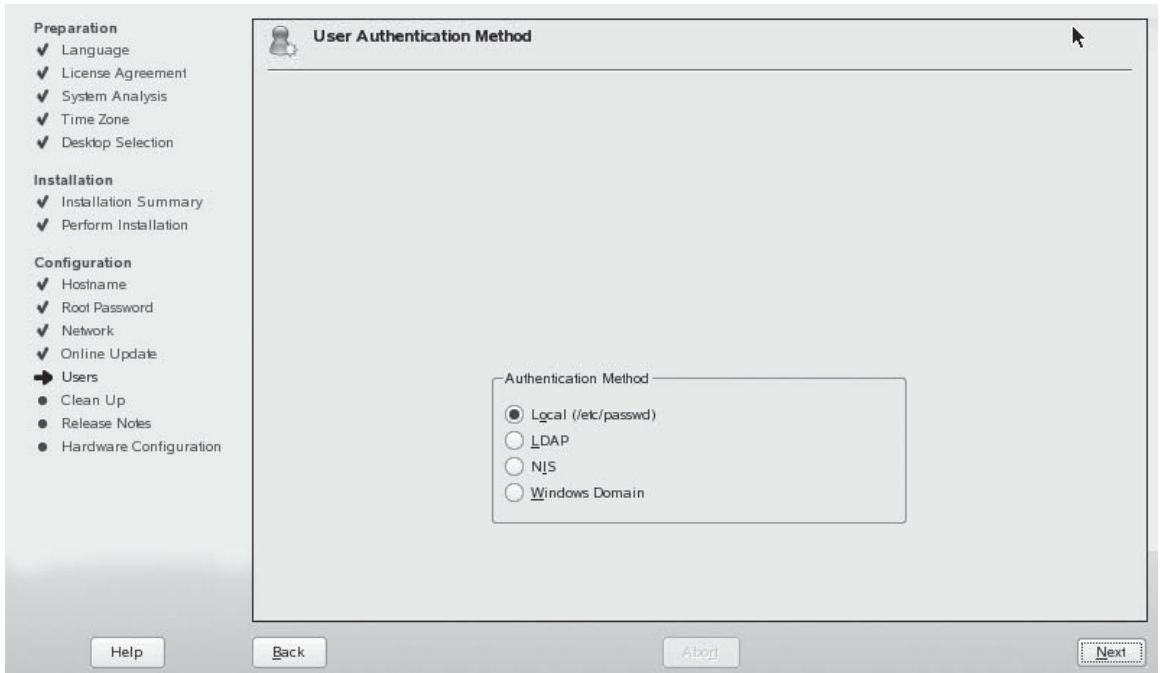 Preparation
Language
License Agreement
System Analysis
Time Zone
Desktop Selection
Installation
Installation Summary
Perform Installation
Configuration
Hostname
Root Password
Network
Online Update
Users
Clean Up
Release Notes
Hardware Configuration
User Authentication Method
Authentication Method
Local (/etc/passwd)
LDAP
NIS
Windows Domain
Help
Back
Abort
Next